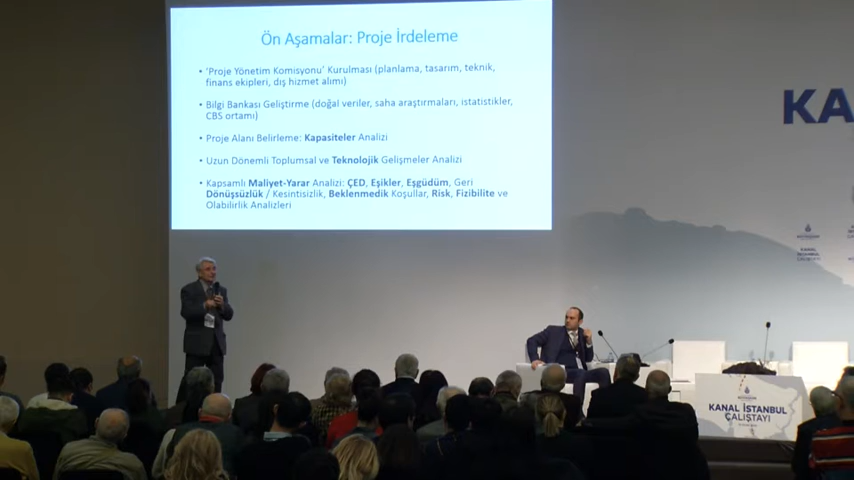 Ön Aşamalar: Proje İrdeleme
• 'Proje Yönetim Komisyonu' Kurulması (planlama, tasarım, teknik,
finans ekipleri, dış hizmet alımı)
• Bilgi Bankası Geliştirme (doğal veriler, saha araştırmaları, istatistikler,
CBS ortamı)
• Proje Alanı Belirleme: Kapasiteler Analizi
• Uzun Dönemli Toplumsal ve Teknolojik Gelişmeler Analizi
• Kapsamlı Maliyet-Yarar Analizi: ÇED, Eşikler, Eşgüdüm, Geri
Dönüşsüzlük / Kesintisizlik, Beklenmedik Koşullar, Risk, Fizibilite ve
Olabilirlik Analizleri
KA
KANAL
İSTANBUL
ÇALIŞTAYI
KANAL İSTANBUL
ÇALIŞTAYI